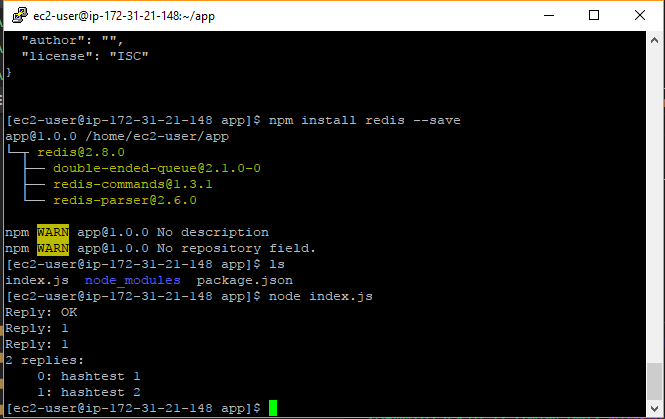 ec2-user@ip-172-31-21-148:~/app
  "author": "",
  "license": "ISC"
}
[ec2-user@ip-172-31-21-148 app]$ npm install redis --save
app@1.0.0 /home/ec2-user/app
└─┬ redis@2.8.0
  ├── double-ended-queue@2.1.0-0
  ├── redis-commands@1.3.1
  └── redis-parser@2.6.0
npm WARN app@1.0.0 No description
npm WARN app@1.0.0 No repository field.
[ec2-user@ip-172-31-21-148 app]$ ls
index.js  node_modules  package.json
[ec2-user@ip-172-31-21-148 app]$ node index.js
Reply: OK
Reply: 1
Reply: 1
2 replies:
    0: hashtest 1
    1: hashtest 2
[ec2-user@ip-172-31-21-148 app]$